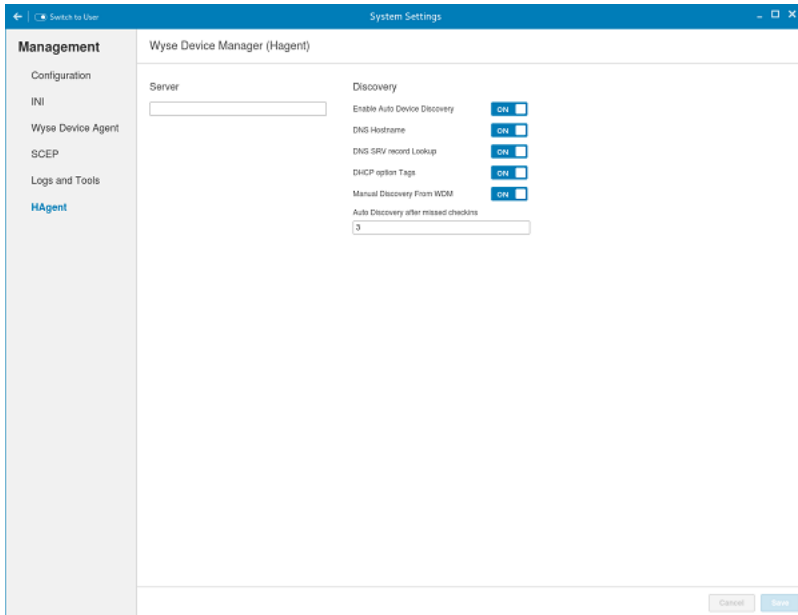 Switch to User
System Settings
Management
Configuration
INI
Wyse Device Agent
SCEP
Logs and Tools
HAgent
Wyse Device Manager (Hagent)
Server
Discovery
Enable Auto Device Discovery ON
DNS Hostname ON
DNS SRV record Lookup ON
DHCP option Tags ON
Manual Discovery From WDM ON
Auto Discovery after missed checkins
3
Cancel Save